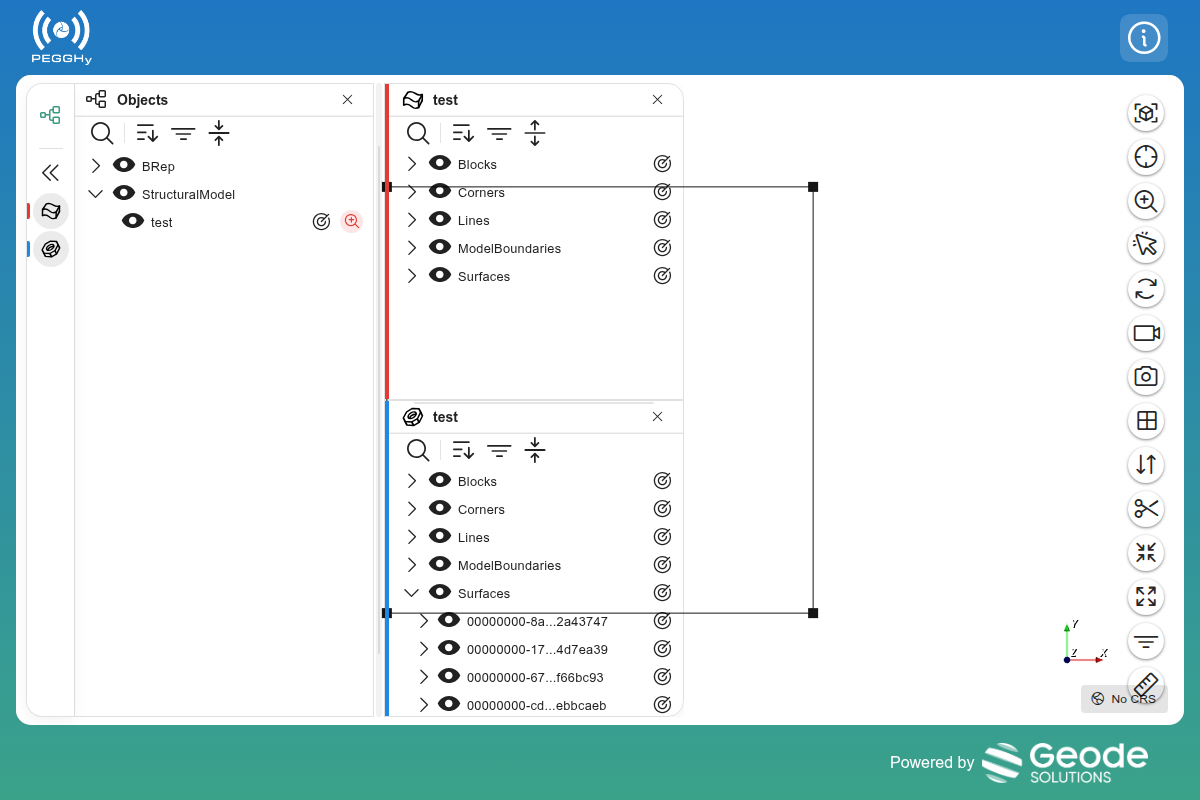 PEGGHy
Objects
BRep
StructuralModel
test
test
Blocks
Corners
Lines
ModelBoundaries
Surfaces
test
Blocks
Corners
Lines
ModelBoundaries
Surfaces
00000000-8a...2a43747
00000000-17...4d7ea39
00000000-67...f66bc93
00000000-cd...ebbcaeb
Y
Z
X
No CRS
Powered by
Geode
SOLUTIONS